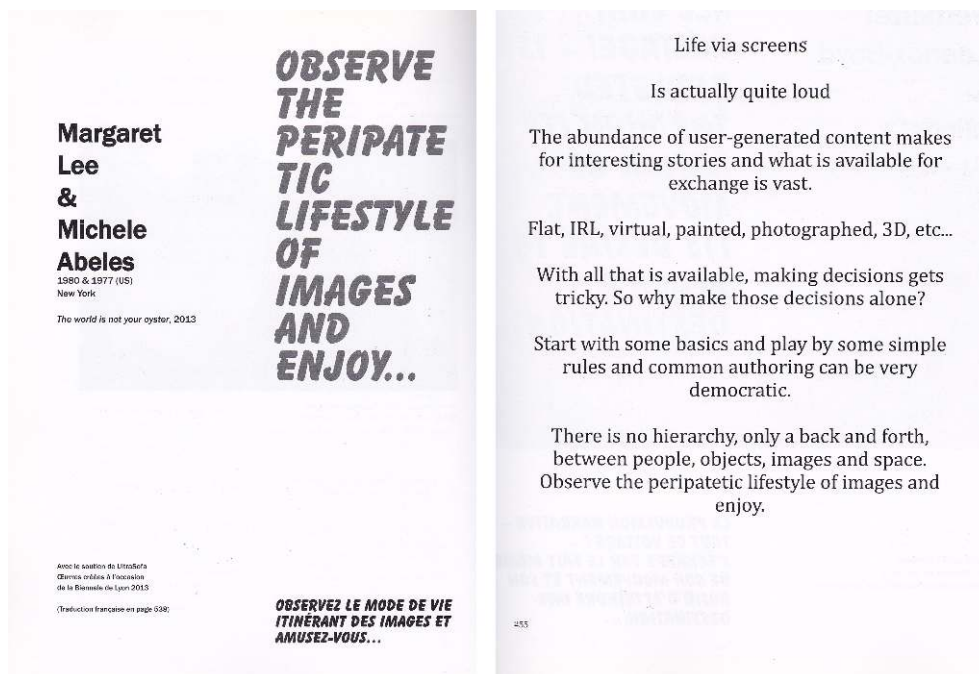 Margaret
Lee
&
Michele
Abeles
1980 & 1977 (US)
New York
The world is not your oyster, 2013
OBSERVE
THE
PERIPATE
TIC
LIFESTYLE
OF
IMAGES
AND
ENJOY...
Avec le soutien de UltraSofa
Œuvres créées à l'occasion
de la Biennale de Lyon 2013
(Traduction française en page 538)
OBSERVEZ LE MODE DE VIE
ITINÉRANT DES IMAGES ET
AMUSEZ-VOUS...
Life via screens
Is actually quite loud
The abundance of user-generated content makes
for interesting stories and what is available for
exchange is vast.
Flat, IRL, virtual, painted, photographed, 3D, etc...
With all that is available, making decisions gets
tricky. So why make those decisions alone?
Start with some basics and play by some simple
rules and common authoring can be very
democratic.
There is no hierarchy, only a back and forth,
between people, objects, images and space.
Observe the peripatetic lifestyle of images and
enjoy.